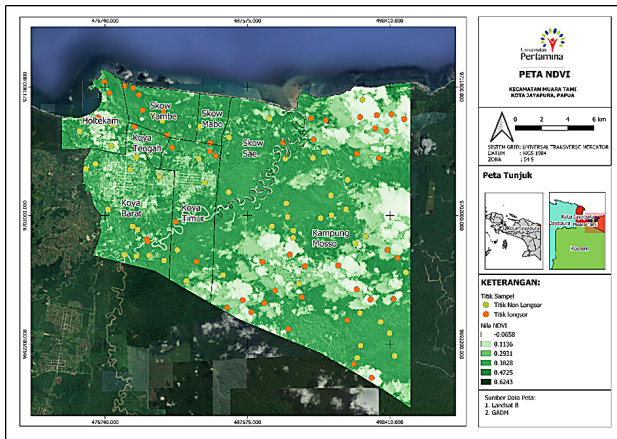 476740.000
487575.000
498410.000
Universitas
Pertamina
PETA NDVI
KECAMATAN MUARA TAMI
KOTA JAYAPURA, PAPUA
0 2 4 6 km
SISTEM GRID: UNIVERSAL TRANSVERSE MERCATOR
DATUM : WGS 1984
ZONA : 54 S
Peta Tunjuk
Keerom
KETERANGAN:
Titik Sampel
Titik Non Longsor
Titik longsor
Nilai NDVI
-0.0658
0.1136
0.2931
0.3828
0.4725
0.6243
Sumber Data Peta:
1. Landsat 8
2. GADM
Holtekam
Skow
Yambe
Skow
Mabo
Koya
Tengah
Skow
Sae
Koya
Barat
Koya
Timur
Kampung
Mosso
476740.000
487575.000
498410.000